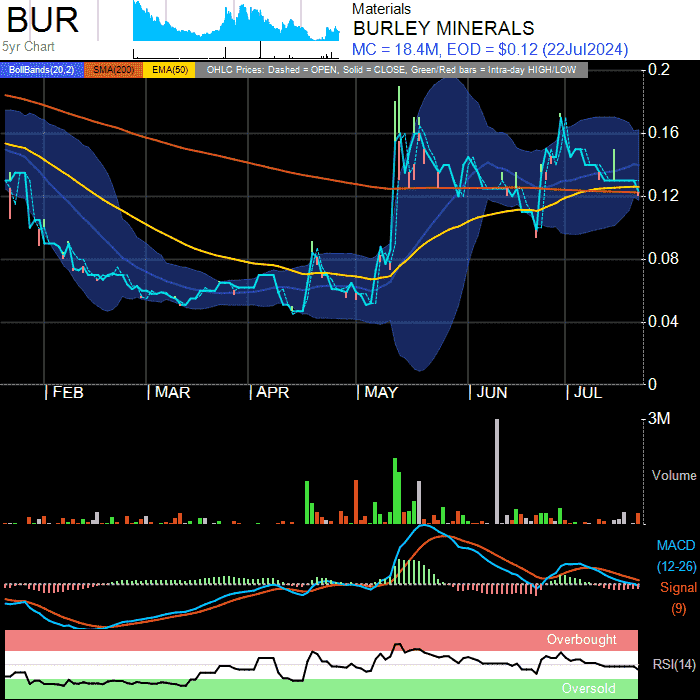 BUR
5yr Chart
Materials
BURLEY MINERALS
MC = 18.4M, EOD = $0.12 (22Jul2024)
BollBands(20,2) SMA(200) EMA(50) OHLC Prices: Dashed = OPEN, Solid = CLOSE, Green/Red bars = Intra-day HIGH/LOW
0.2
0.16
0.12
0.08
0.04
0
FEB MAR APR MAY JUN JUL
3M
Volume
MACD
(12-26)
Signal
(9)
Overbought
RSI(14)
Oversold